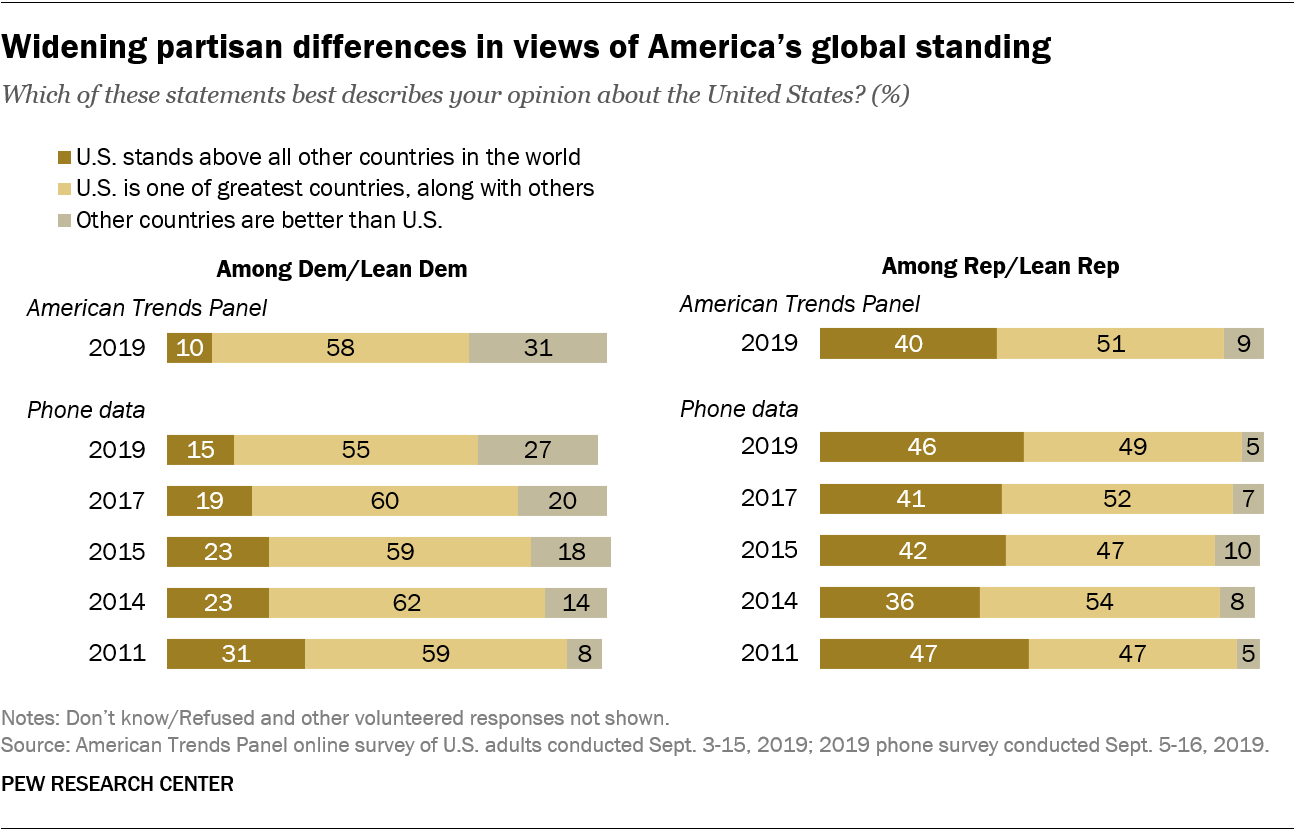 Widening partisan differences in views of America’s global standing
Which of these statements best describes your opinion about the United States? (%)
U.S. stands above all other countries in the world
U.S. is one of greatest countries, along with others
Other countries are better than U.S.
Among Dem/Lean Dem
American Trends Panel
2019 10 58 31
Phone data
2019 15 55 27
2017 19 60 20
2015 23 59 18
2014 23 62 14
2011 31 59 8
Among Rep/Lean Rep
American Trends Panel
2019 40 51 9
Phone data
2019 46 49 5
2017 41 52 7
2015 42 47 10
2014 36 54 8
2011 47 47 5
Notes: Don’t know/Refused and other volunteered responses not shown.
Source: American Trends Panel online survey of U.S. adults conducted Sept. 3-15, 2019; 2019 phone survey conducted Sept. 5-16, 2019.
PEW RESEARCH CENTER